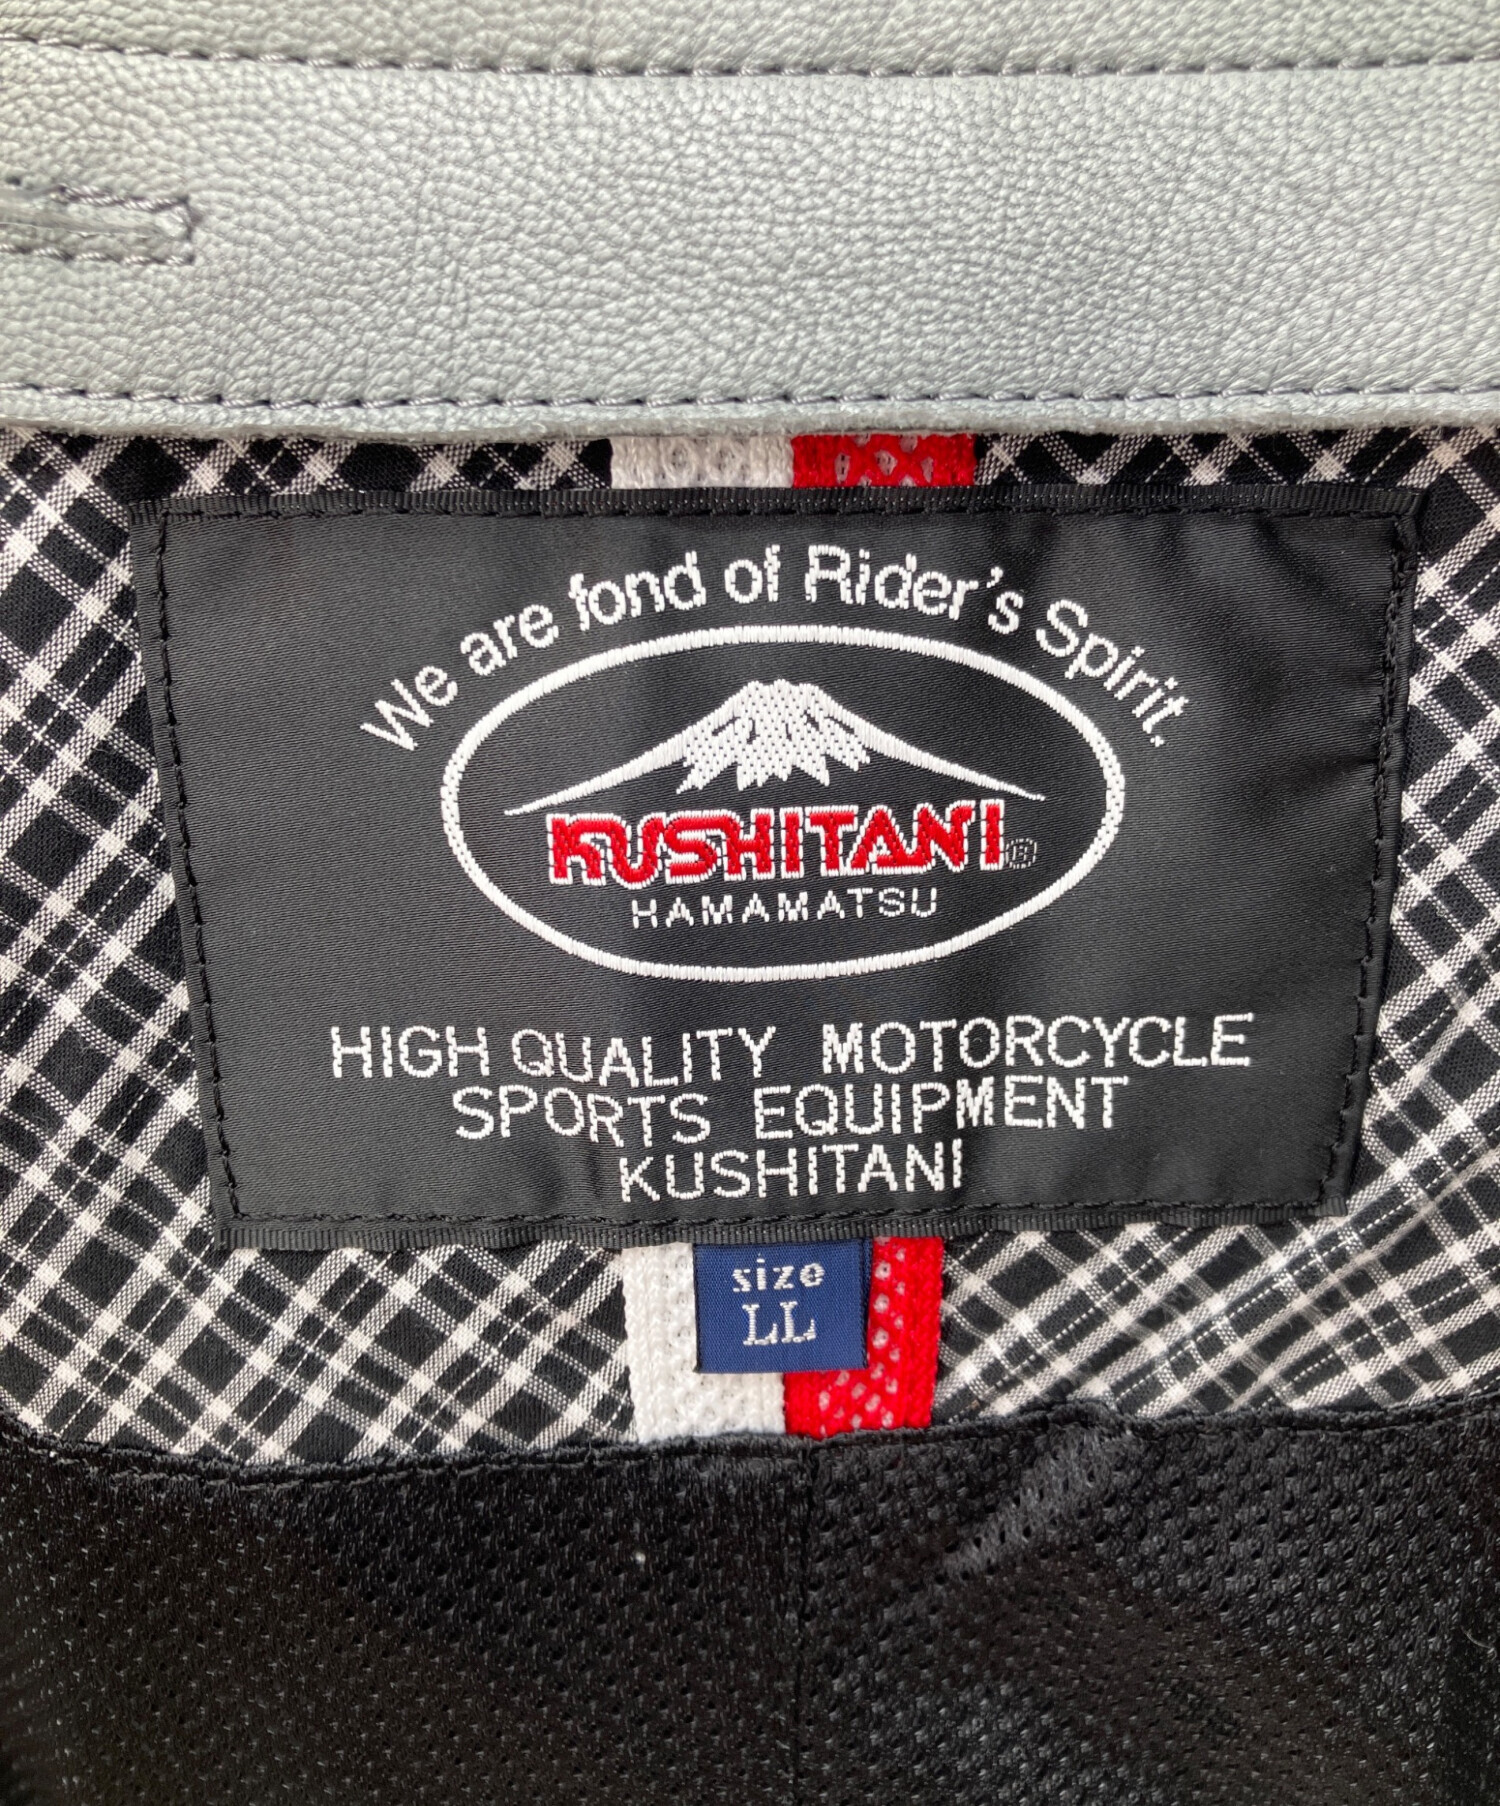 We are fond of Rider's Spirit.
KUSHITANI®
HAMAMATSU
HIGH QUALITY MOTORCYCLE
SPORTS EQUIPMENT
KUSHITANI
size
LL